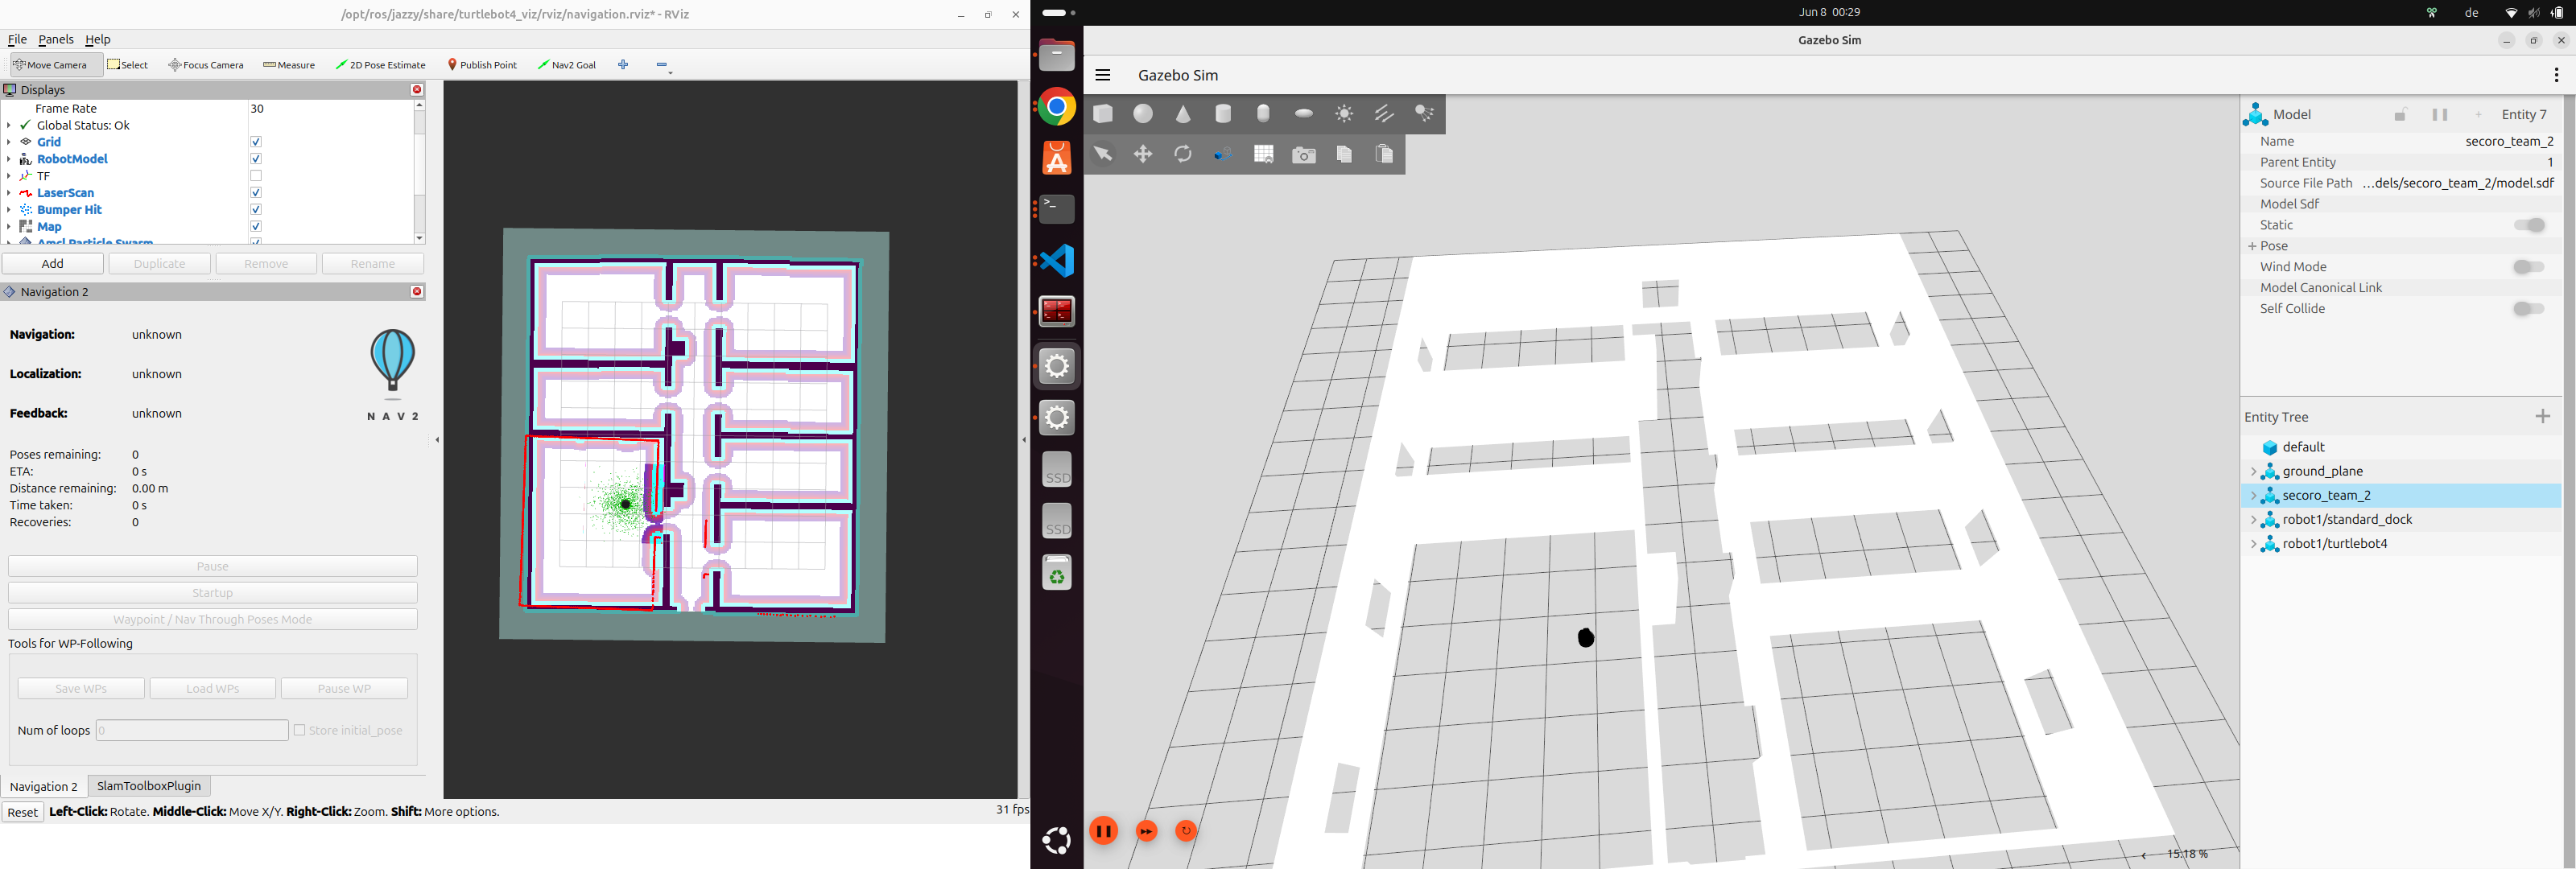 /opt/ros/jazzy/share/turtlebot4_viz/rviz/navigation.rviz* - RViz
File Panels Help
Move Camera Select Focus Camera Measure 2D Pose Estimate Publish Point Nav2 Goal
Displays
Frame Rate 30
Global Status: Ok
Grid
RobotModel
TF
LaserScan
Bumper Hit
Map
Amcl Particle Swarm
Add Duplicate Remove Rename
Navigation 2
Navigation: unknown
Localization: unknown
Feedback: unknown
NAV2
Poses remaining: 0
ETA: 0 s
Distance remaining: 0.00 m
Time taken: 0 s
Recoveries: 0
Pause
Startup
Waypoint / Nav Through Poses Mode
Tools for WP-Following
Save WPs Load WPs Pause WP
Num of loops 0 Store initial_pose
Navigation 2 SlamToolboxPlugin
Reset Left-Click: Rotate. Middle-Click: Move X/Y. Right-Click: Zoom. Shift: More options. 31 fps
Jun 8 00:29 de
SSD
SSD
Gazebo Sim
Gazebo Sim
15.18 %
Model Entity 7
Name secoro_team_2
Parent Entity 1
Source File Path ...dels/secoro_team_2/model.sdf
Model Sdf
Static
+ Pose
Wind Mode
Model Canonical Link
Self Collide
Entity Tree
default
ground_plane
secoro_team_2
robot1/standard_dock
robot1/turtlebot4